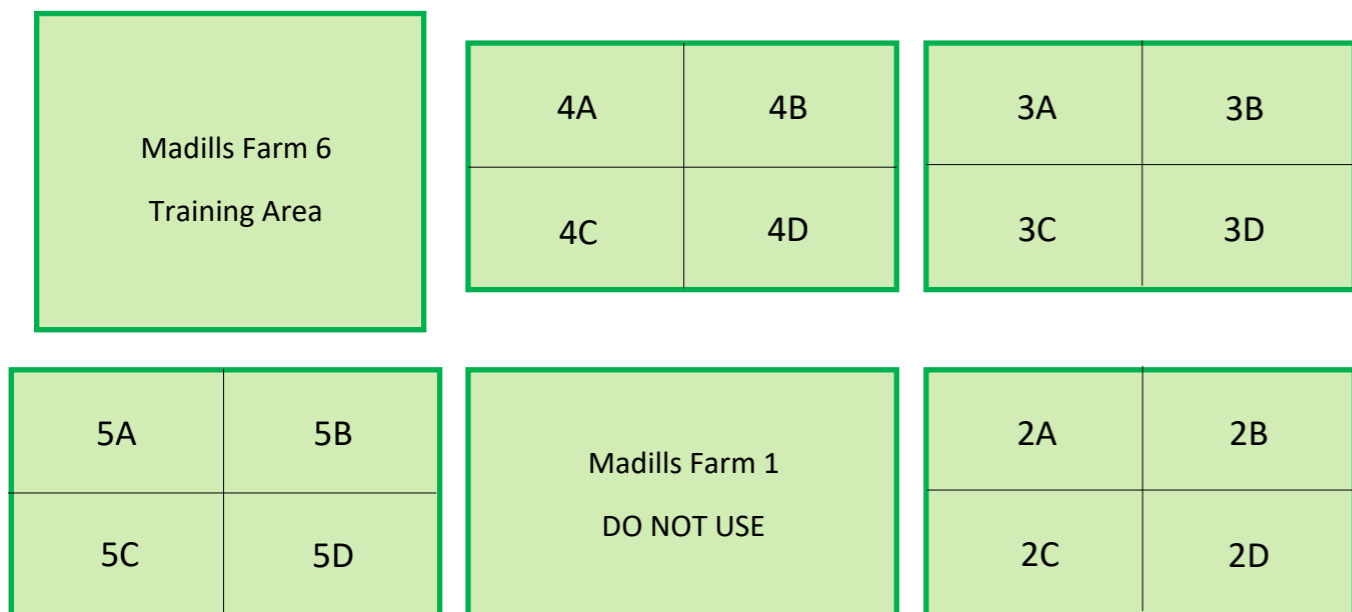 Madills Farm 6
Training Area
4A 4B
4C 4D
3A 3B
3C 3D
5A 5B
5C 5D
Madills Farm 1
DO NOT USE
2A 2B
2C 2D